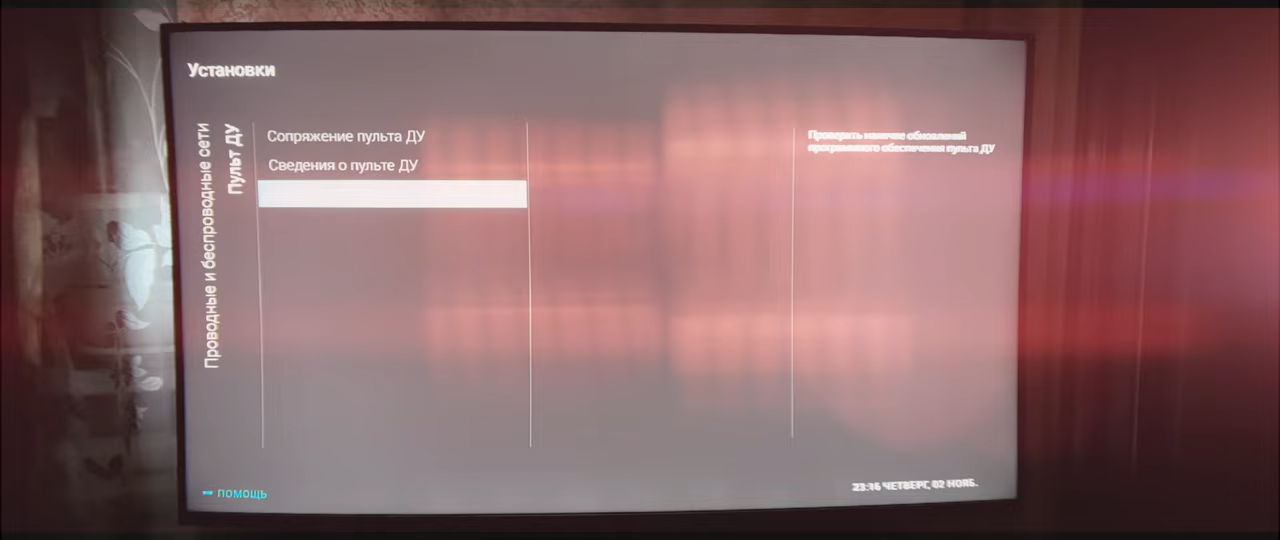 Установки
Проводные и беспроводные сети
Пульт ДУ
Сопряжение пульта ДУ
Сведения о пульте ДУ
Проверить наличие обновлений
программного обеспечения пульта ДУ
помощь
23:16 ЧЕТВЕРГ, 02 НОЯБ.